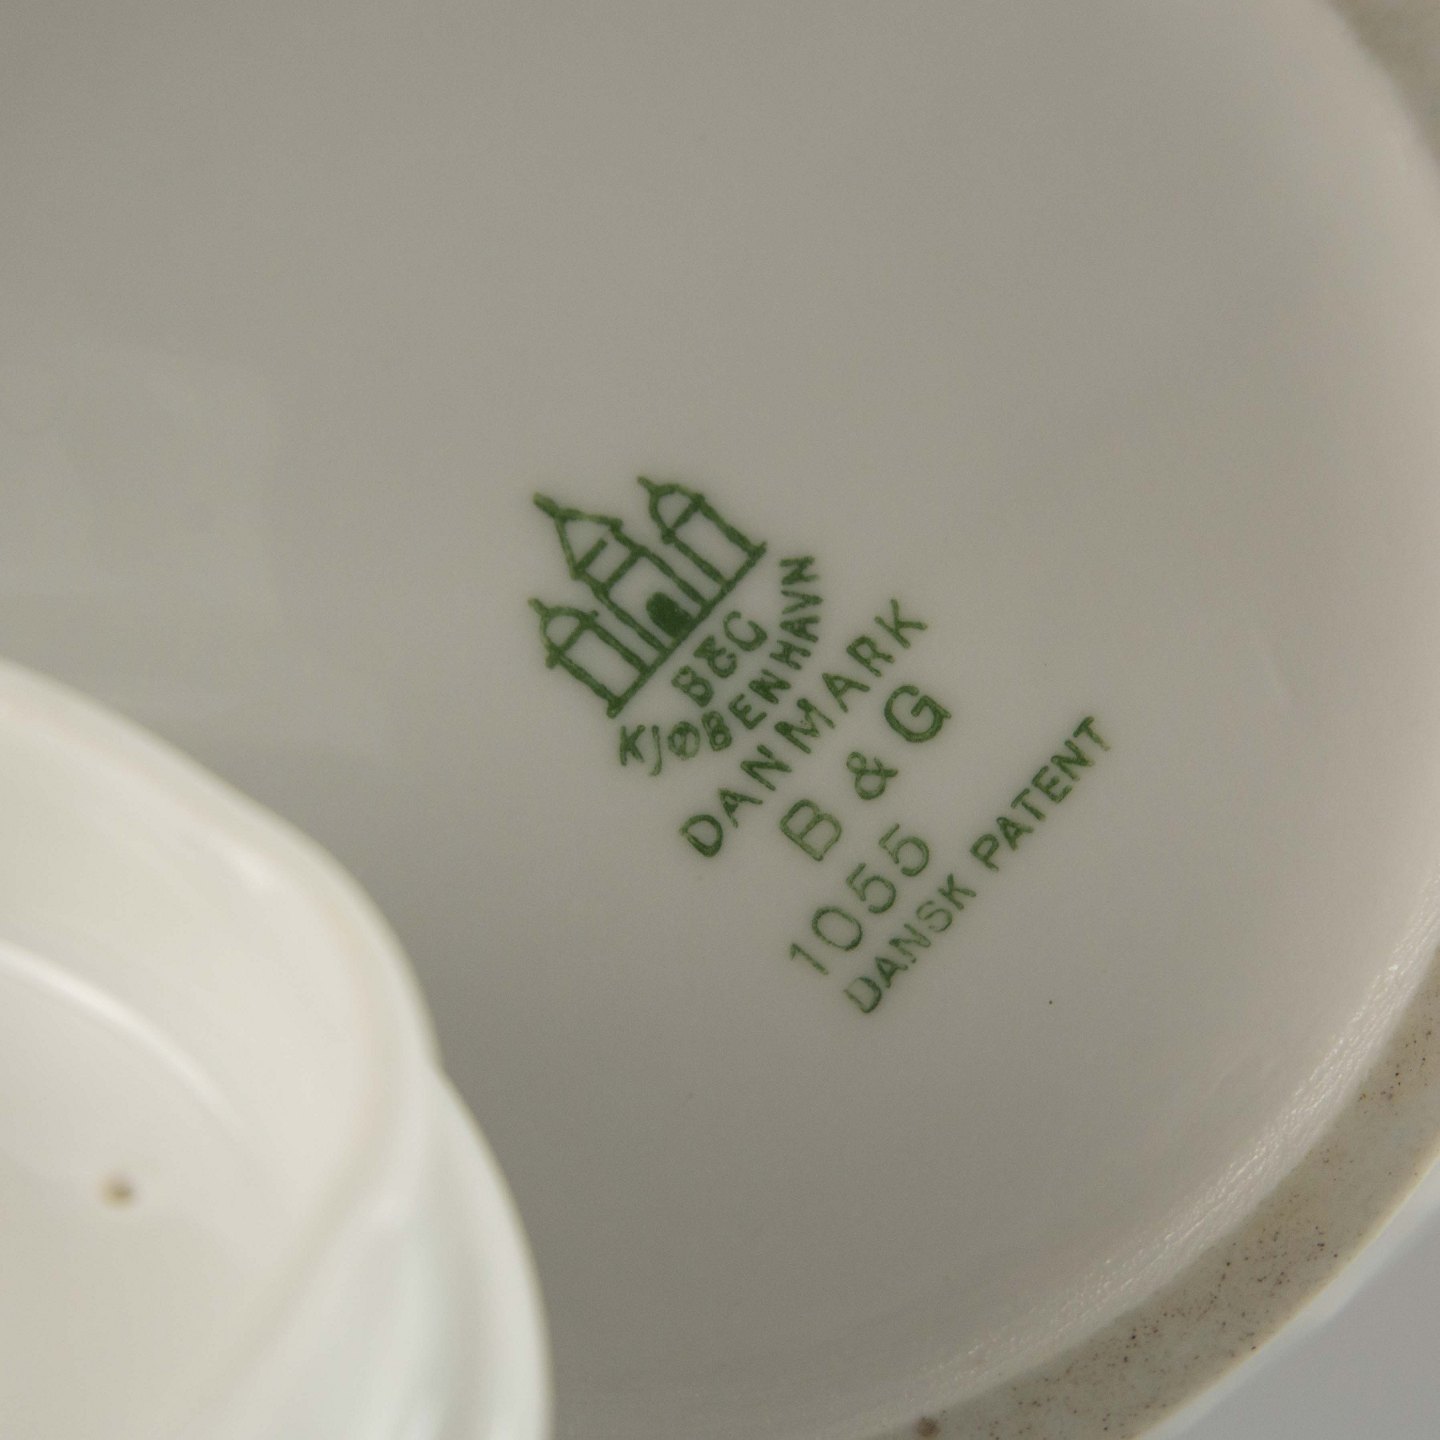 B&G
KJØBENHAVN
DANMARK
B & G
1055
DANSK PATENT